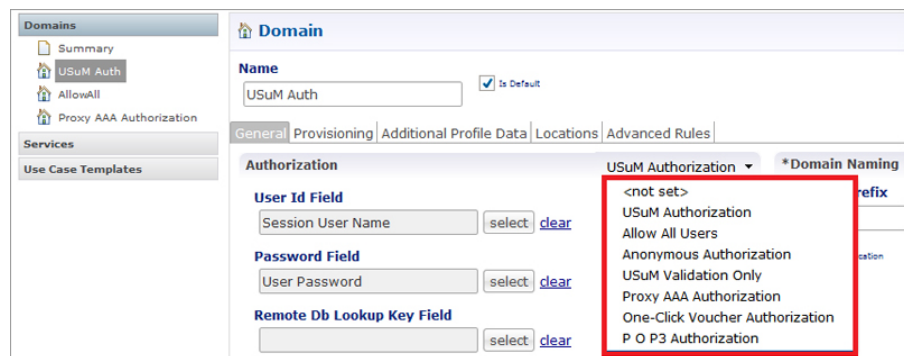 Domains
Summary
USuM Auth
AllowAll
Proxy AAA Authorization
Services
Use Case Templates
Domain
Name
USuM Auth
Is Default
General Provisioning Additional Profile Data Locations Advanced Rules
Authorization
USuM Authorization
*Domain Naming
User Id Field
Session User Name select clear
Password Field
User Password select clear
Remote Db Lookup Key Field
select clear
<not set>
USuM Authorization
Allow All Users
Anonymous Authorization
USuM Validation Only
Proxy AAA Authorization
One-Click Voucher Authorization
P O P3 Authorization
refix
cation